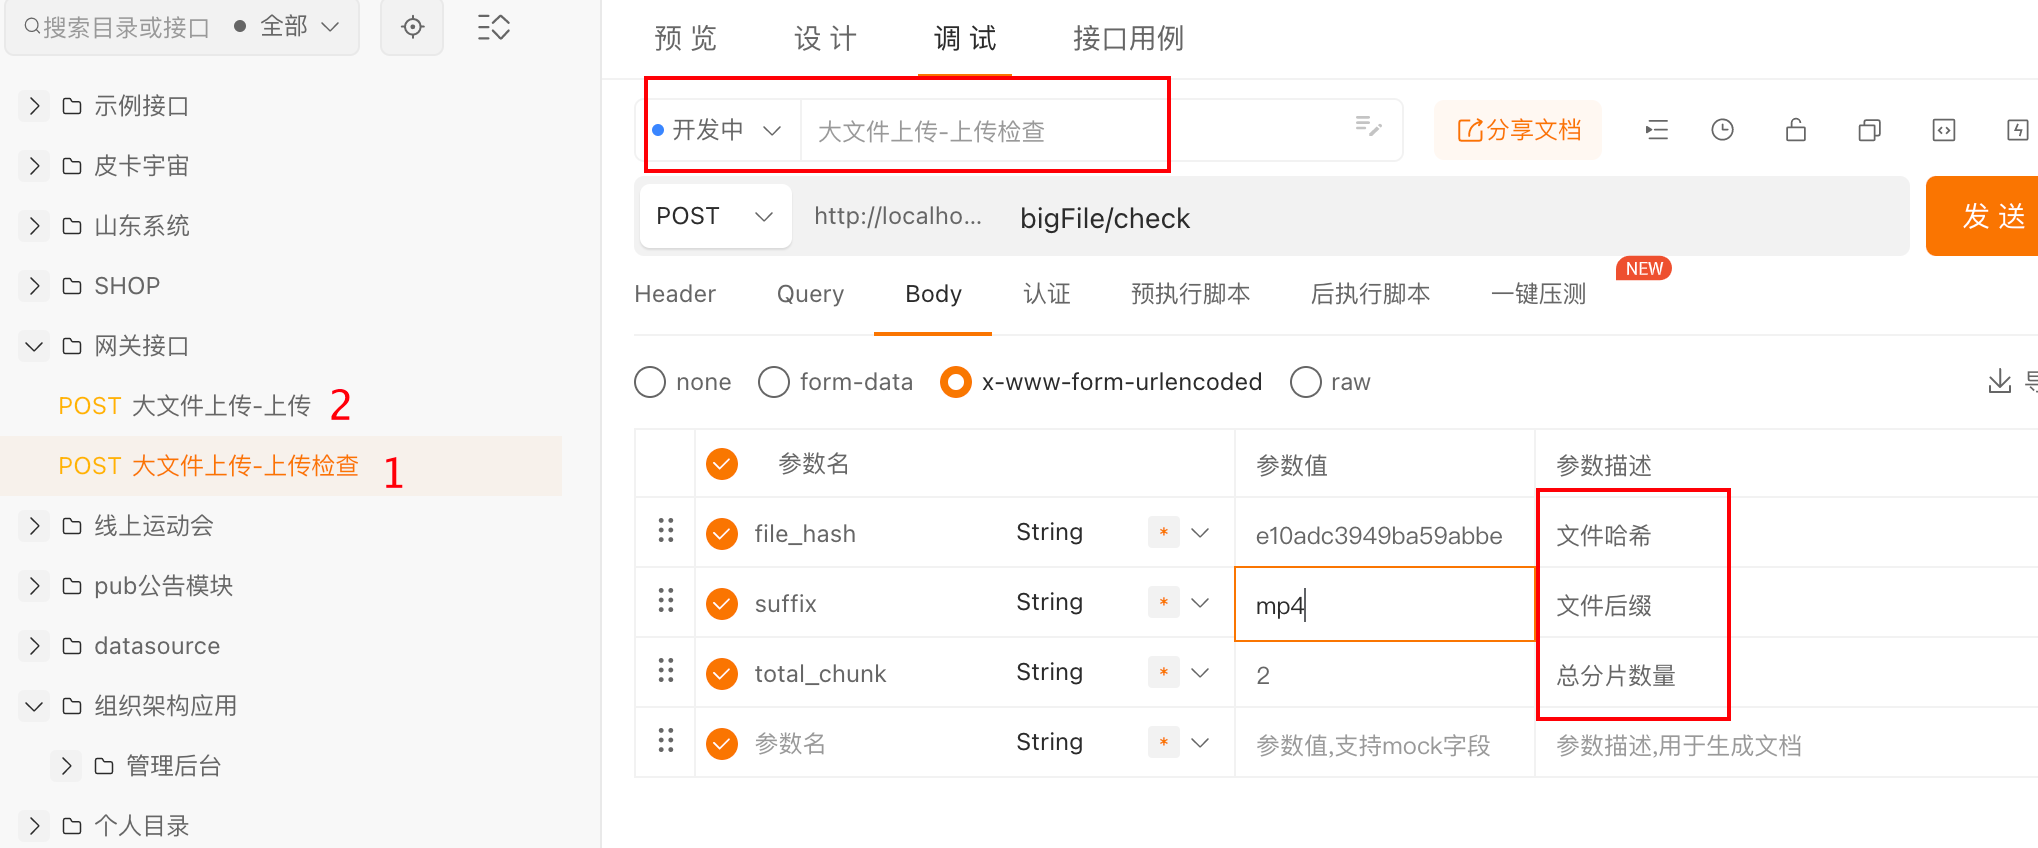 搜索目录或接口 全部
示例接口
皮卡宇宙
山东系统
SHOP
网关接口
POST 大文件上传-上传 2
POST 大文件上传-上传检查 1
线上运动会
pub公告模块
datasource
组织架构应用
管理后台
个人目录
预 览 设 计 调 试 接口用例
开发中 大文件上传-上传检查 分享文档
POST http://localho... bigFile/check 发 送
NEW
Header Query Body 认证 预执行脚本 后执行脚本 一键压测
none form-data x-www-form-urlencoded raw
参数名 参数值 参数描述
file_hash String * e10adc3949ba59abbe 文件哈希
suffix String * mp4 文件后缀
total_chunk String * 2 总分片数量
参数名 String * 参数值,支持mock字段 参数描述,用于生成文档